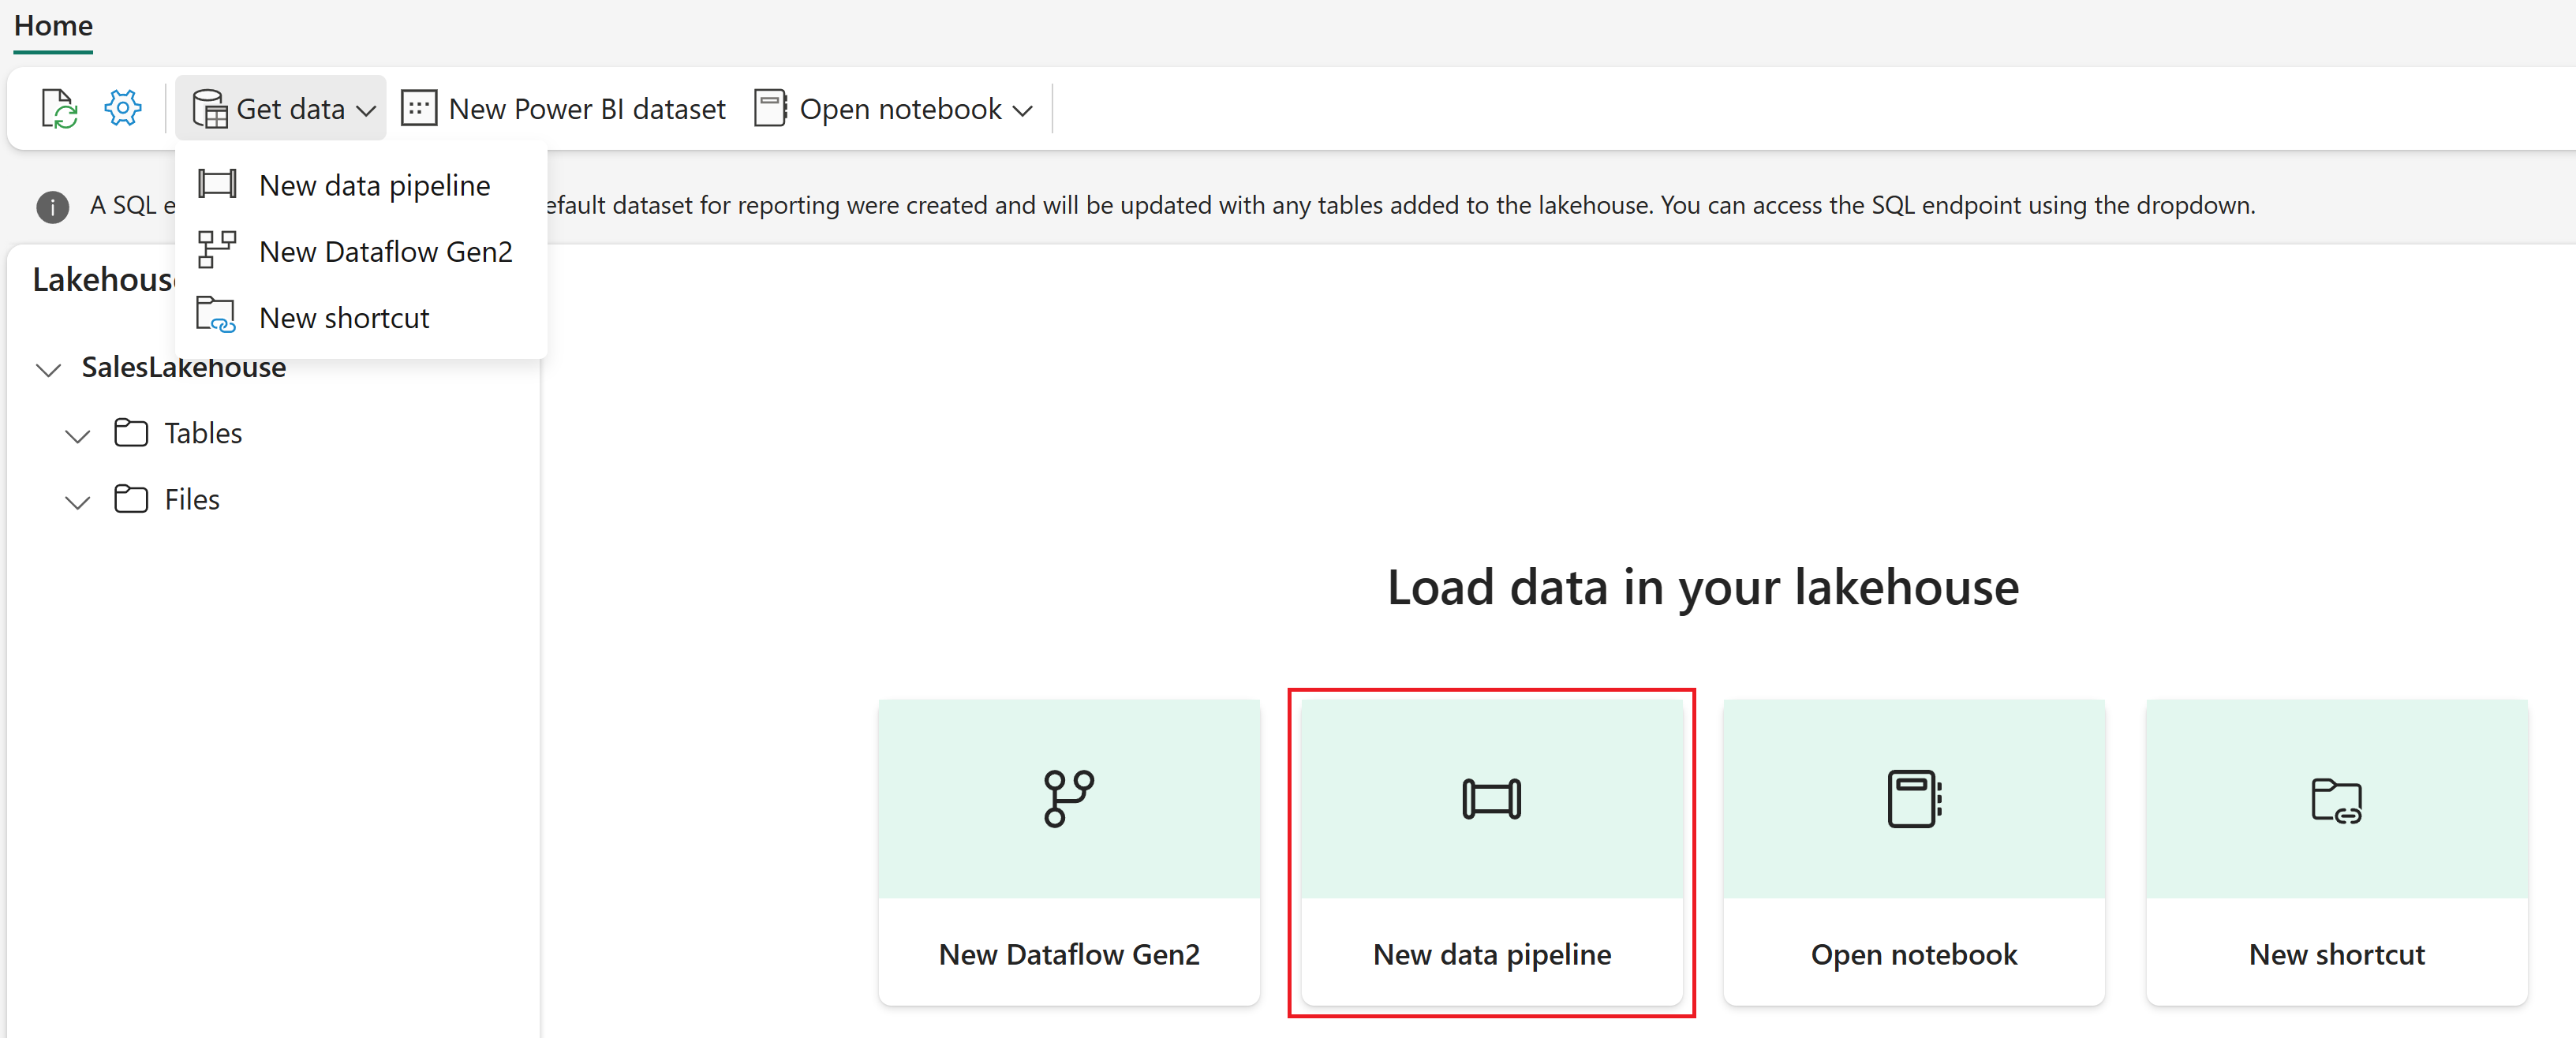 Home
Get data New Power BI dataset Open notebook
New data pipeline
New Dataflow Gen2
New shortcut
A SQL e efault dataset for reporting were created and will be updated with any tables added to the lakehouse. You can access the SQL endpoint using the dropdown.
Lakehouse
SalesLakehouse
Tables
Files
Load data in your lakehouse
New Dataflow Gen2 New data pipeline Open notebook New shortcut